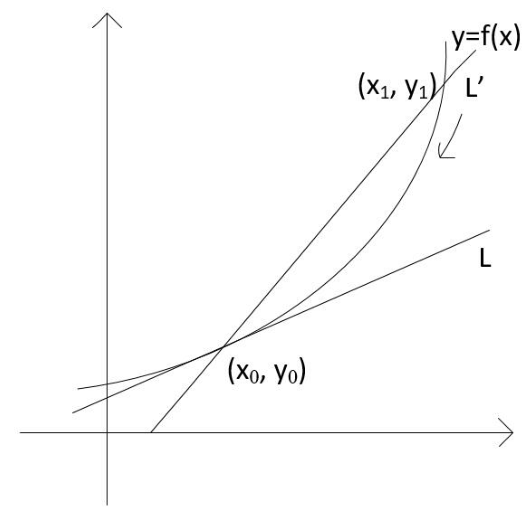 y=f(x)
(x₁, y₁)
L’
L
(x₀, y₀)